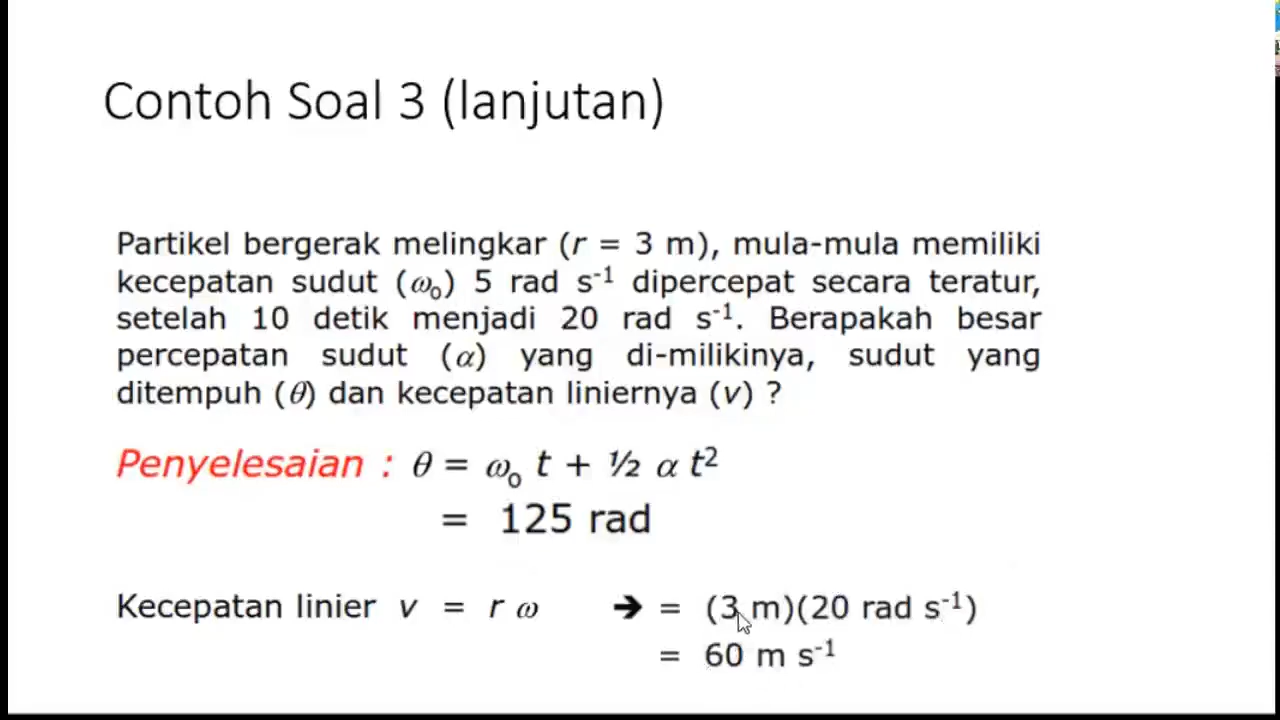 Contoh Soal 3 (lanjutan)
Partikel bergerak melingkar (r = 3 m), mula-mula memiliki
kecepatan sudut (ω₀) 5 rad s⁻¹ dipercepat secara teratur,
setelah 10 detik menjadi 20 rad s⁻¹. Berapakah besar
percepatan sudut (α) yang di-milikinya, sudut yang
ditempuh (θ) dan kecepatan liniernya (v) ?
Penyelesaian : θ = ω₀ t + ½ α t²
= 125 rad
Kecepatan linier v = r ω ➔ = (3 m)(20 rad s⁻¹)
= 60 m s⁻¹